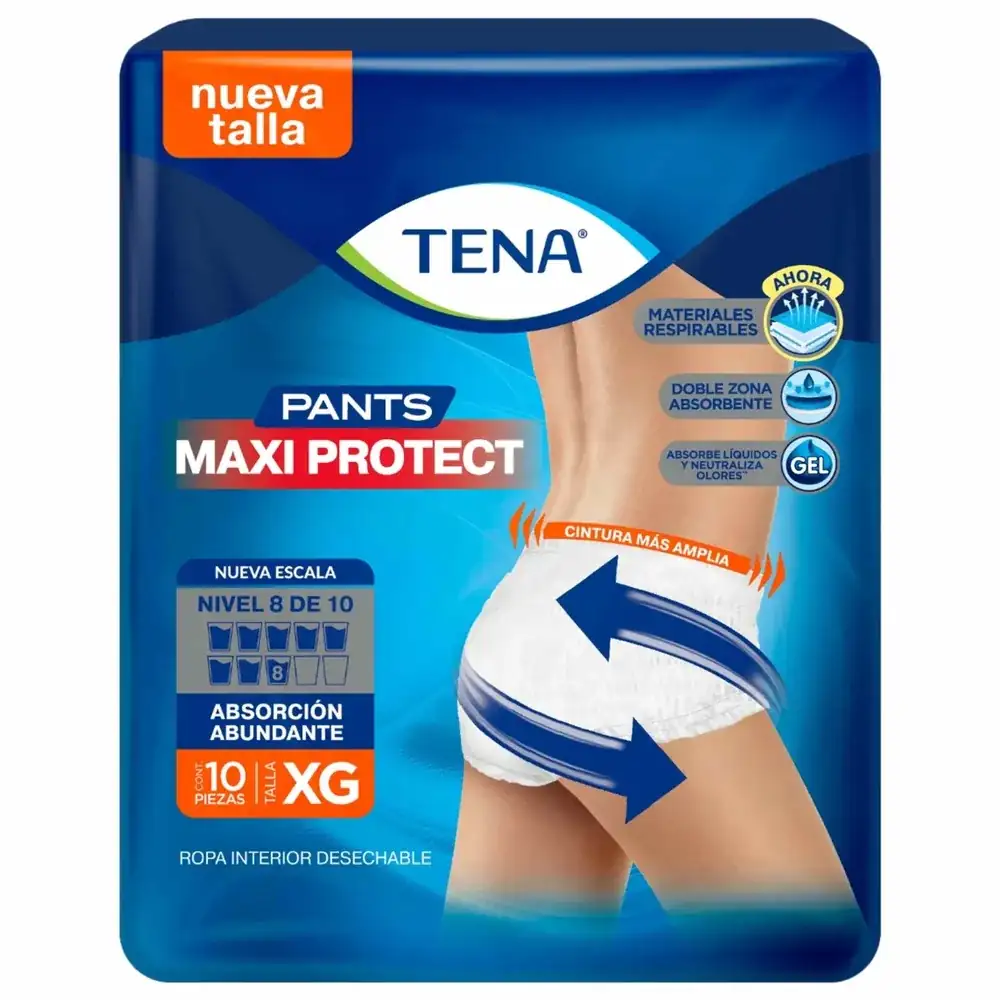 nueva
talla
TENA®
AHORA
MATERIALES
RESPIRABLES
DOBLE ZONA
ABSORBENTE
ABSORBE LÍQUIDOS
Y NEUTRALIZA
OLORES™
GEL
PANTS
MAXI PROTECT
CINTURA MÁS AMPLIA
NUEVA ESCALA
NIVEL 8 DE 10
8
ABSORCIÓN
ABUNDANTE
CONT. 10 PIEZAS
TALLA XG
ROPA INTERIOR DESECHABLE